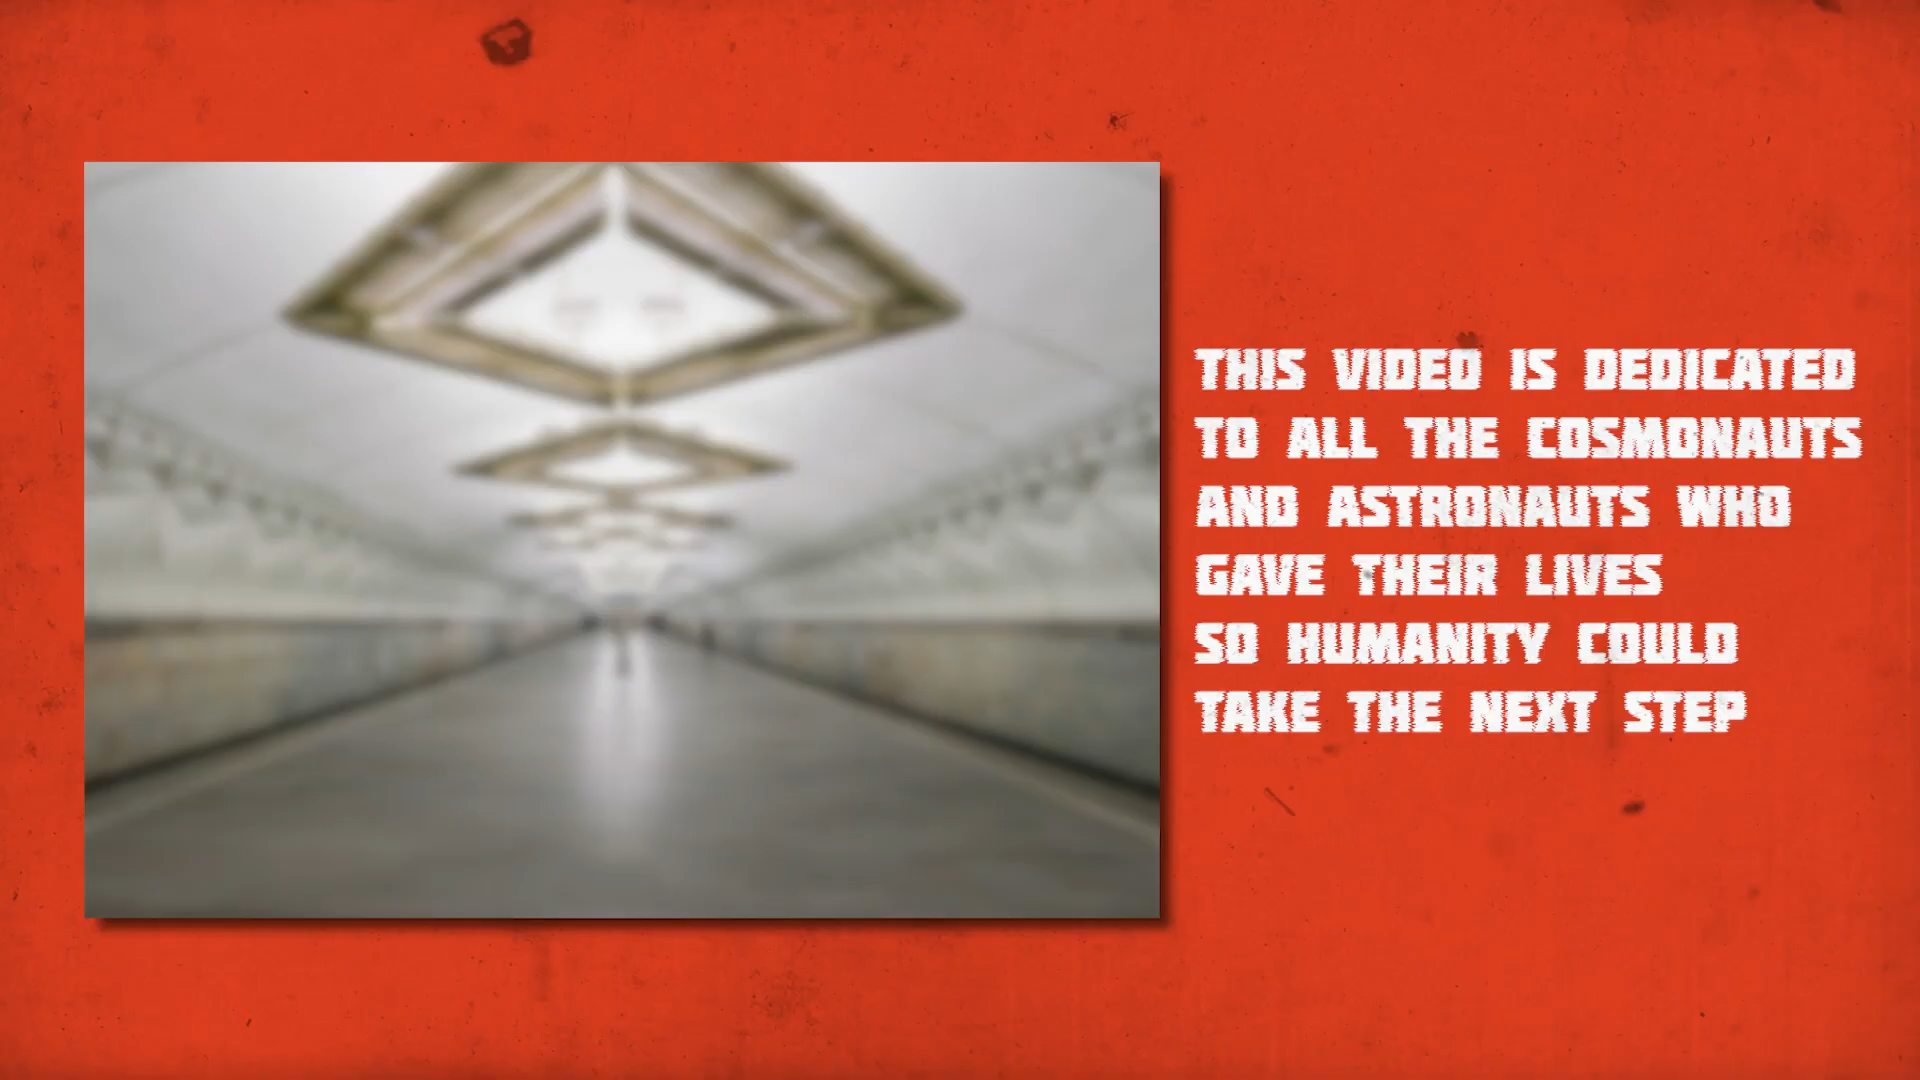 THIS VIDEO IS DEDICATED
TO ALL THE COSMONAUTS
AND ASTRONAUTS WHO
GAVE THEIR LIVES
SO HUMANITY COULD
TAKE THE NEXT STEP